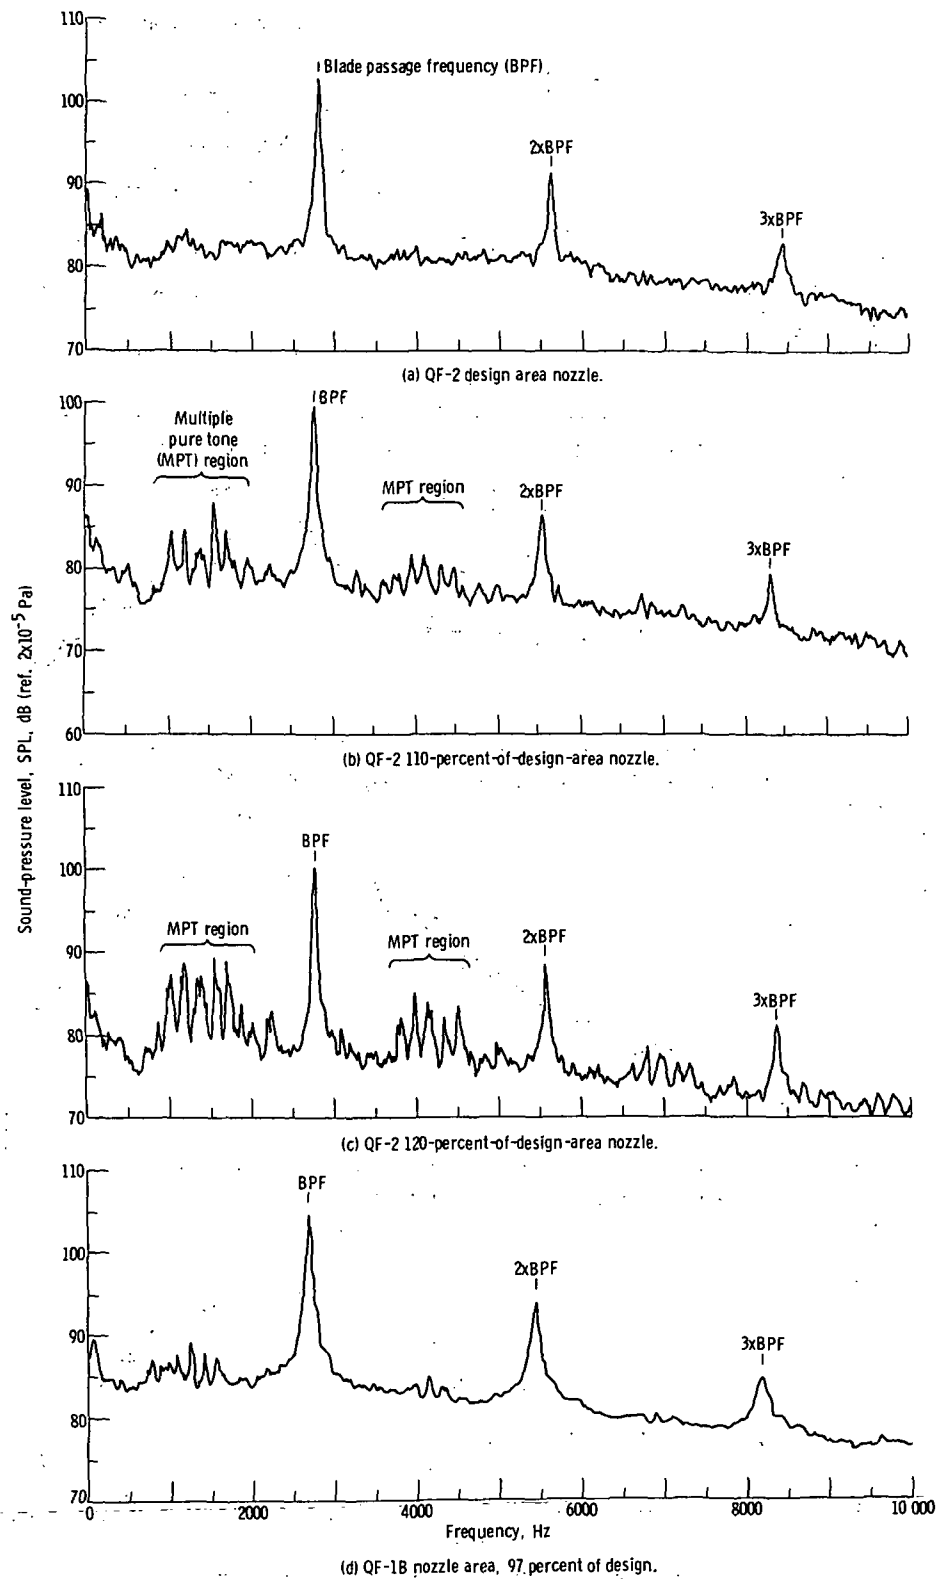 110
100
90
80
70
Blade passage frequency (BPF)
2xBPF
3xBPF
(a) QF-2 design area nozzle.
100
90
80
70
60
Multiple
pure tone
(MPT) region
BPF
MPT region
2xBPF
3xBPF
(b) QF-2 110-percent-of-design-area nozzle.
Sound-pressure level, SPL, dB (ref. 2x10⁻⁵ Pa)
110
100
90
80
70
MPT region
BPF
MPT region
2xBPF
3xBPF
(c) QF-2 120-percent-of-design-area nozzle.
110
100
90
80
70
BPF
2xBPF
3xBPF
0 2000 4000 6000 8000 10 000
Frequency, Hz
(d) QF-1B nozzle area, 97 percent of design.